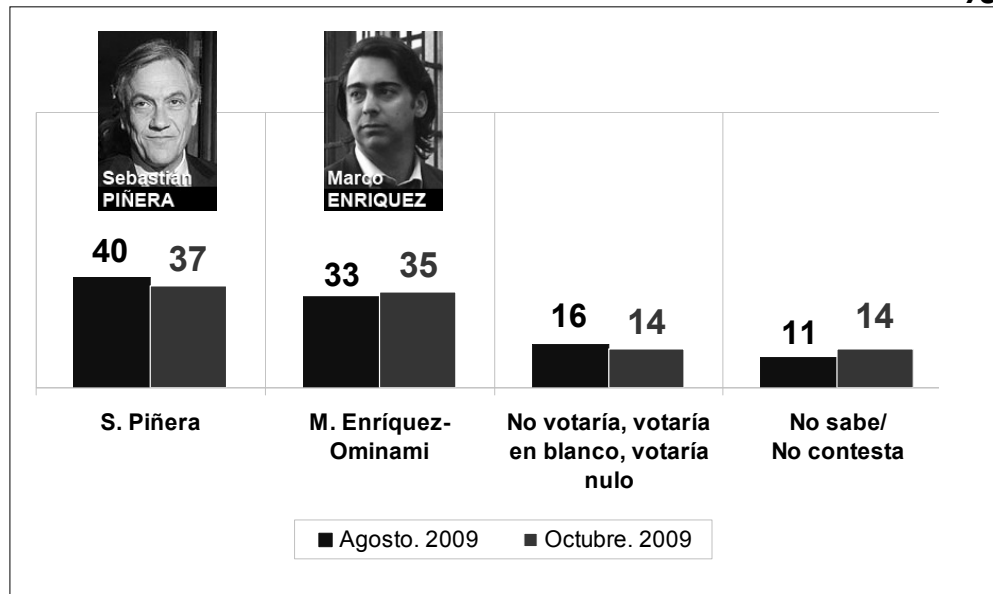 Sebastián
PIÑERA
Marco
ENRIQUEZ
40
37
33
35
16
14
11
14
S. Piñera
M. Enríquez-
Ominami
No votaría, votaría
en blanco, votaría
nulo
No sabe/
No contesta
Agosto. 2009
Octubre. 2009